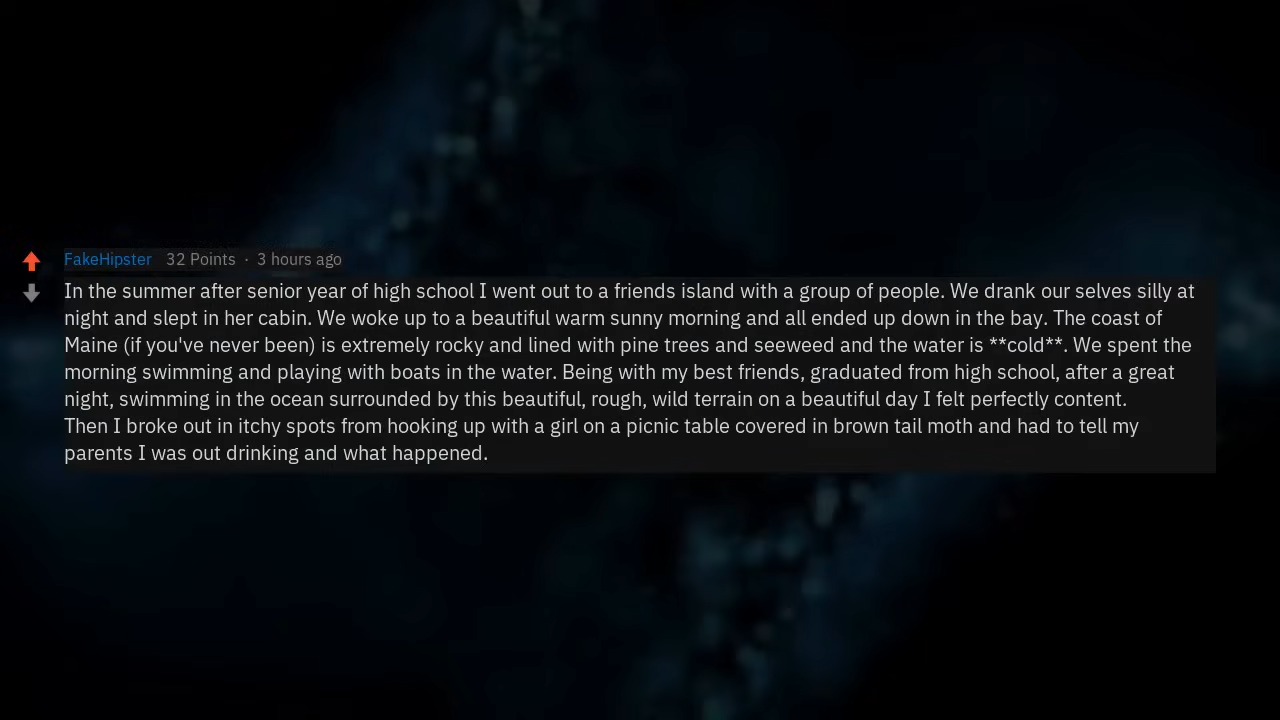 FakeHipster 32 Points · 3 hours ago
In the summer after senior year of high school I went out to a friends island with a group of people. We drank our selves silly at
night and slept in her cabin. We woke up to a beautiful warm sunny morning and all ended up down in the bay. The coast of
Maine (if you've never been) is extremely rocky and lined with pine trees and seeweed and the water is **cold**. We spent the
morning swimming and playing with boats in the water. Being with my best friends, graduated from high school, after a great
night, swimming in the ocean surrounded by this beautiful, rough, wild terrain on a beautiful day I felt perfectly content.
Then I broke out in itchy spots from hooking up with a girl on a picnic table covered in brown tail moth and had to tell my
parents I was out drinking and what happened.